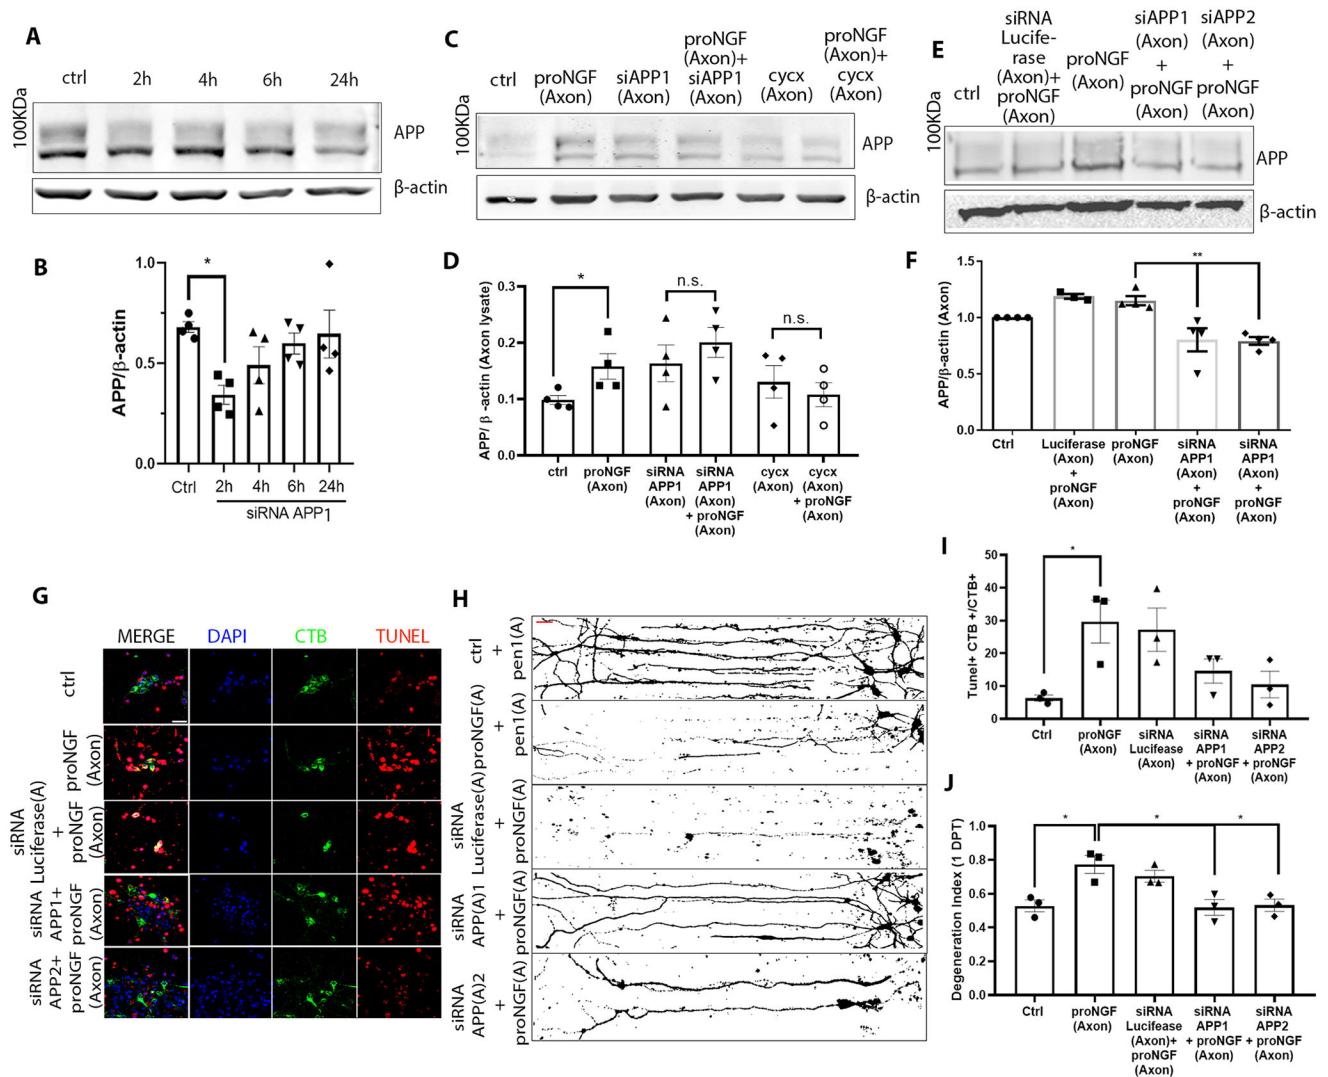 A
ctrl
2h
4h
6h
24h
100KDa
APP
β-actin
B
APP/β-actin
1.0
0.5
0.0
*
Ctrl
2h
4h
6h
24h
siRNA APP1
C
ctrl
proNGF
(Axon)
siAPP1
(Axon)
proNGF
(Axon)+
siAPP1
(Axon)
cycx
(Axon)
proNGF
(Axon)+
cycx
(Axon)
100KDa
APP
β-actin
D
APP/ β -actin (Axon lysate)
0.3
0.2
0.1
0.0
*
n.s.
n.s.
ctrl
proNGF
(Axon)
siRNA
APP1
(Axon)
siRNA
APP1
(Axon)
+ proNGF
(Axon)
cycx
(Axon)
cycx
(Axon)
+ proNGF
(Axon)
E
ctrl
siRNA
Lucife-
rase
(Axon)+
proNGF
(Axon)
proNGF
(Axon)
siAPP1
(Axon)
+
proNGF
(Axon)
siAPP2
(Axon)
+
proNGF
(Axon)
100KDa
APP
β-actin
F
APP/β-actin (Axon)
1.5
1.0
0.5
0.0
**
Ctrl
Luciferase
(Axon)
+
proNGF
(Axon)
proNGF
(Axon)
siRNA
APP1
(Axon)
+
proNGF
(Axon)
siRNA
APP1
(Axon)
+
proNGF
(Axon)
G
MERGE
DAPI
CTB
TUNEL
ctrl
proNGF
(Axon)
siRNA
Luciferase(A)
+
proNGF
(Axon)
siRNA
APP1+
proNGF
(Axon)
siRNA
APP2+
proNGF
(Axon)
H
ctrl
+
pen1(A)
proNGF(A)
+
pen1(A)
siRNA
Luciferase(A)
+
proNGF(A)
siRNA
APP(A)1
+
proNGF(A)
siRNA
APP(A)2
+
proNGF(A)
I
Tunel+ CTB +/CTB+
50
40
30
20
10
0
*
Ctrl
proNGF
(Axon)
siRNA
Lucifease
(Axon)
siRNA
APP1
+ proNGF
(Axon)
siRNA
APP2
+ proNGF
(Axon)
J
Degeneration Index (1 DPT)
1.0
0.8
0.6
0.4
0.2
0.0
*
*
*
Ctrl
proNGF
(Axon)
siRNA
Lucifease
(Axon)+
proNGF
(Axon)
siRNA
APP1
+ proNGF
(Axon)
siRNA
APP2
+ proNGF
(Axon)